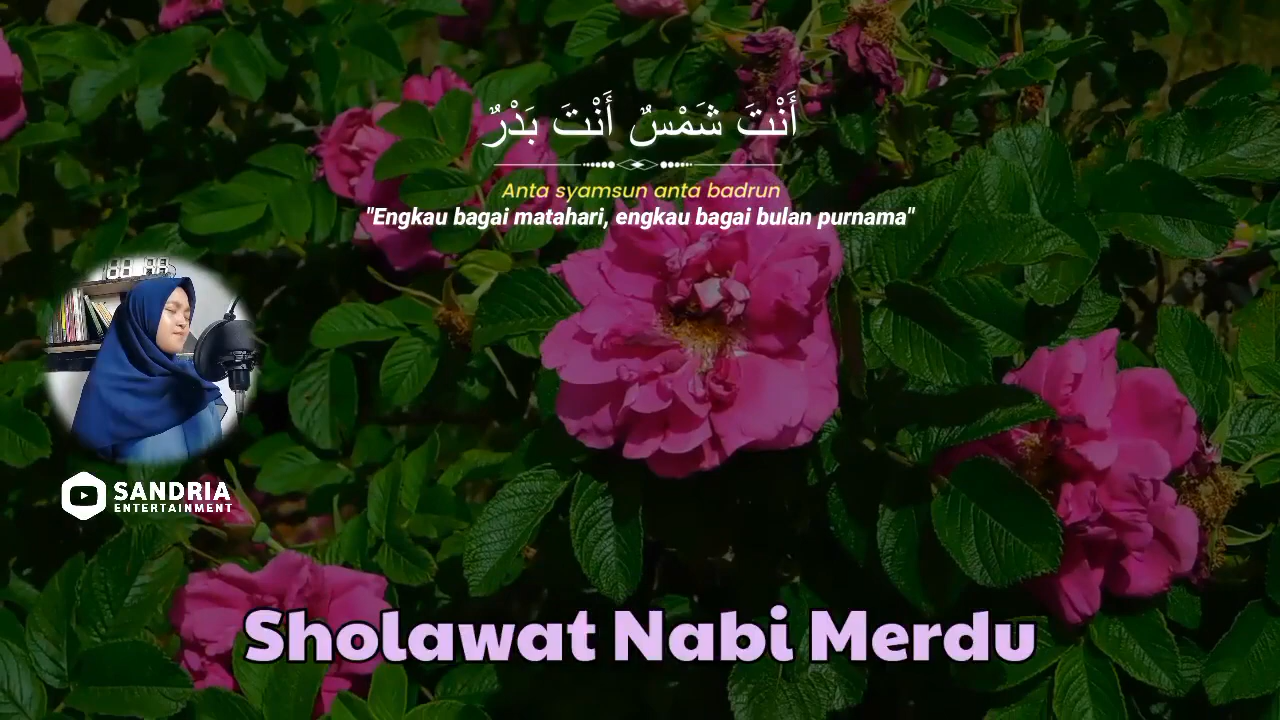 أَنْتَ شَمْسٌ أَنْتَ بَدْرٌ
Anta syamsun anta badrun
"Engkau bagai matahari, engkau bagai bulan purnama"
SANDRIA
ENTERTAINMENT
Sholawat Nabi Merdu